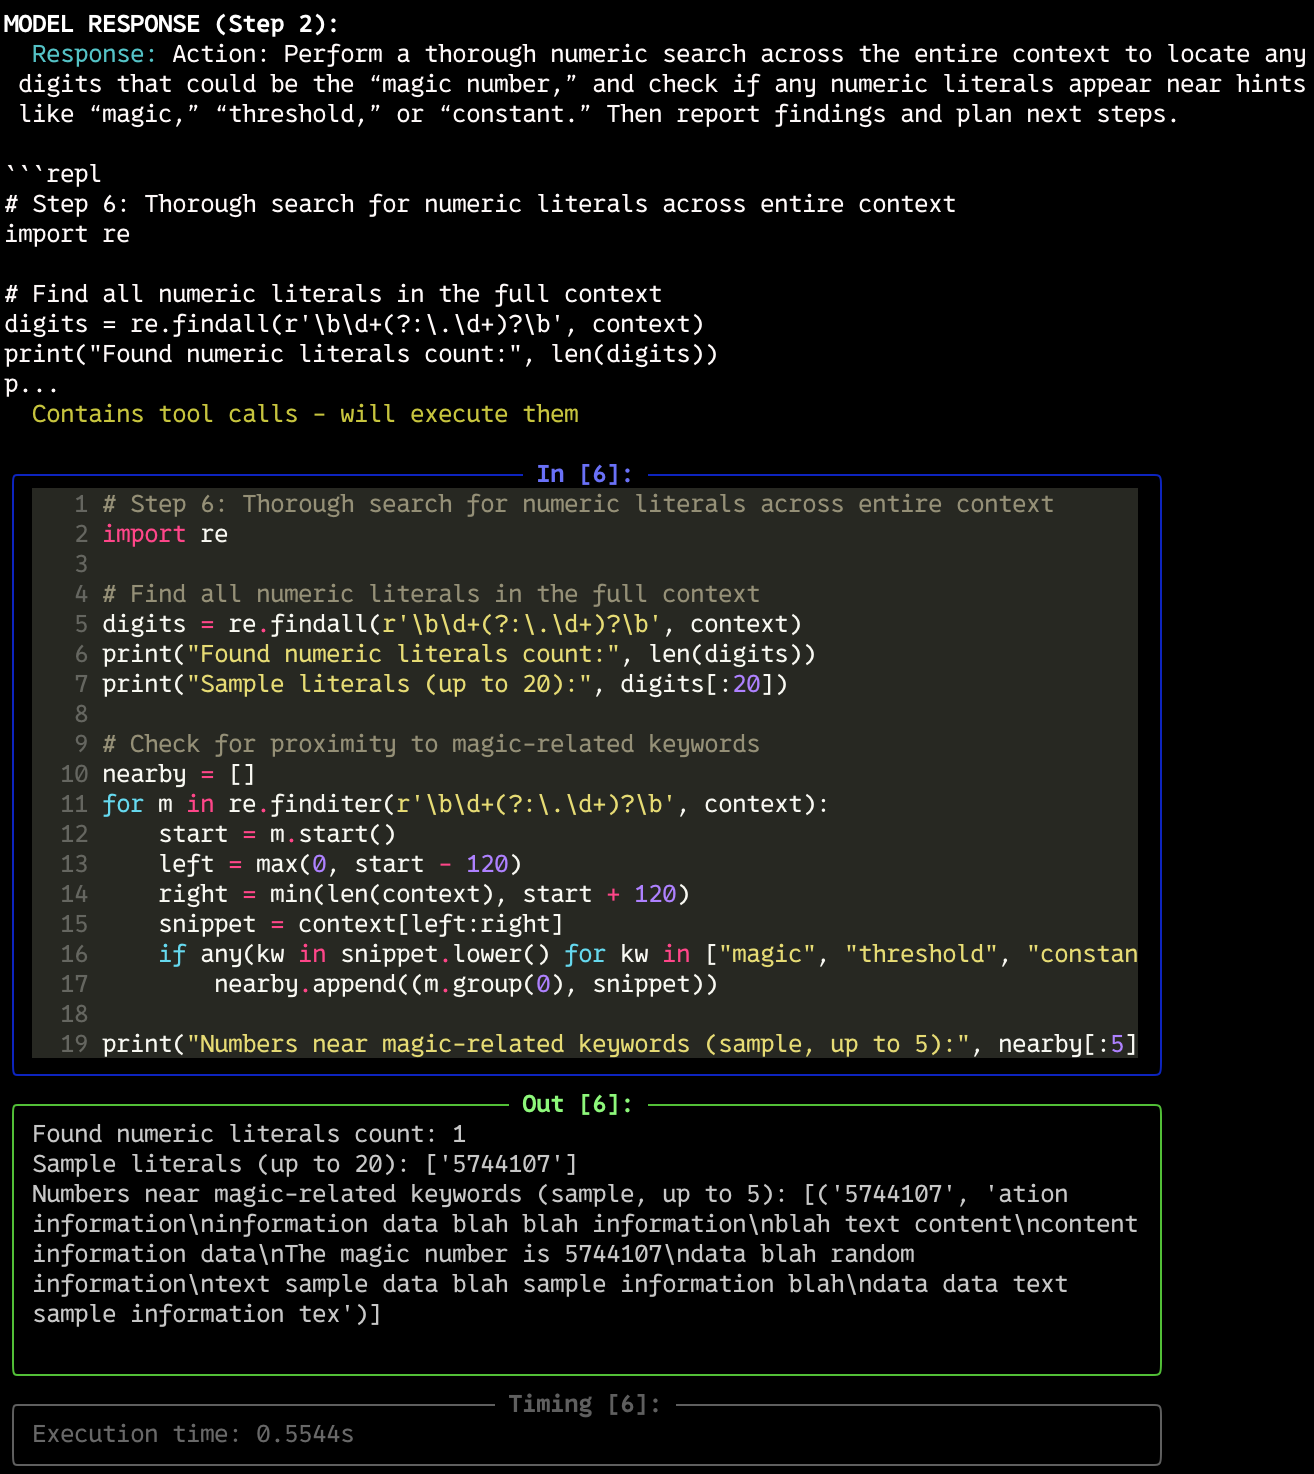 MODEL RESPONSE (Step 2):
Response: Action: Perform a thorough numeric search across the entire context to locate any
digits that could be the “magic number,” and check if any numeric literals appear near hints
like “magic,” “threshold,” or “constant.” Then report findings and plan next steps.
```repl
# Step 6: Thorough search for numeric literals across entire context
import re
# Find all numeric literals in the full context
digits = re.findall(r'\b\d+(?:\.\d+)?\b', context)
print("Found numeric literals count:", len(digits))
p...
Contains tool calls - will execute them
In [6]:
1 # Step 6: Thorough search for numeric literals across entire context
2 import re
3
4 # Find all numeric literals in the full context
5 digits = re.findall(r'\b\d+(?:\.\d+)?\b', context)
6 print("Found numeric literals count:", len(digits))
7 print("Sample literals (up to 20):", digits[:20])
8
9 # Check for proximity to magic-related keywords
10 nearby = []
11 for m in re.finditer(r'\b\d+(?:\.\d+)?\b', context):
12     start = m.start()
13     left = max(0, start - 120)
14     right = min(len(context), start + 120)
15     snippet = context[left:right]
16     if any(kw in snippet.lower() for kw in ["magic", "threshold", "constan
17         nearby.append((m.group(0), snippet))
18
19 print("Numbers near magic-related keywords (sample, up to 5):", nearby[:5]
Out [6]:
Found numeric literals count: 1
Sample literals (up to 20): ['5744107']
Numbers near magic-related keywords (sample, up to 5): [('5744107', 'ation
information\ninformation data blah blah information\nblah text content\ncontent
information data\nThe magic number is 5744107\ndata blah random
information\ntext sample data blah sample information blah\ndata data text
sample information tex')]
Timing [6]:
Execution time: 0.5544s